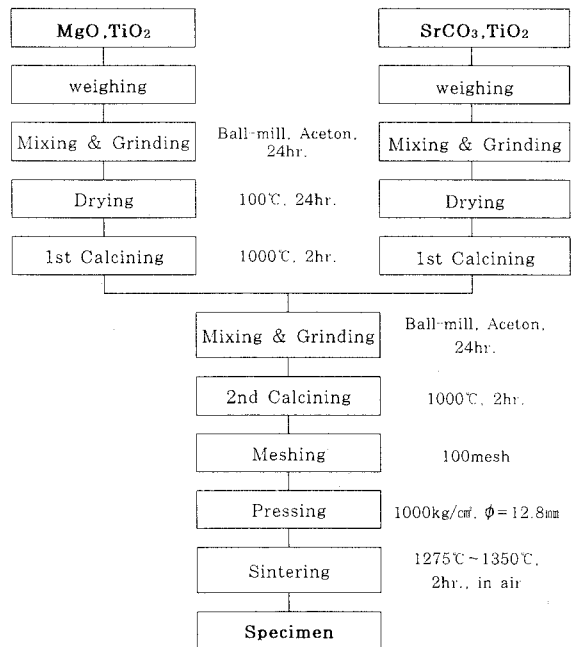 MgO,TiO₂
SrCO₃,TiO₂
weighing
weighing
Mixing & Grinding
Ball-mill, Aceton,
24hr.
Mixing & Grinding
Drying
100℃, 24hr.
Drying
1st Calcining
1000℃, 2hr.
1st Calcining
Mixing & Grinding
Ball-mill, Aceton,
24hr.
2nd Calcining
1000℃, 2hr.
Meshing
100mesh
Pressing
1000kg/㎠, ϕ=12.8㎜
Sintering
1275℃~1350℃,
2hr., in air
Specimen